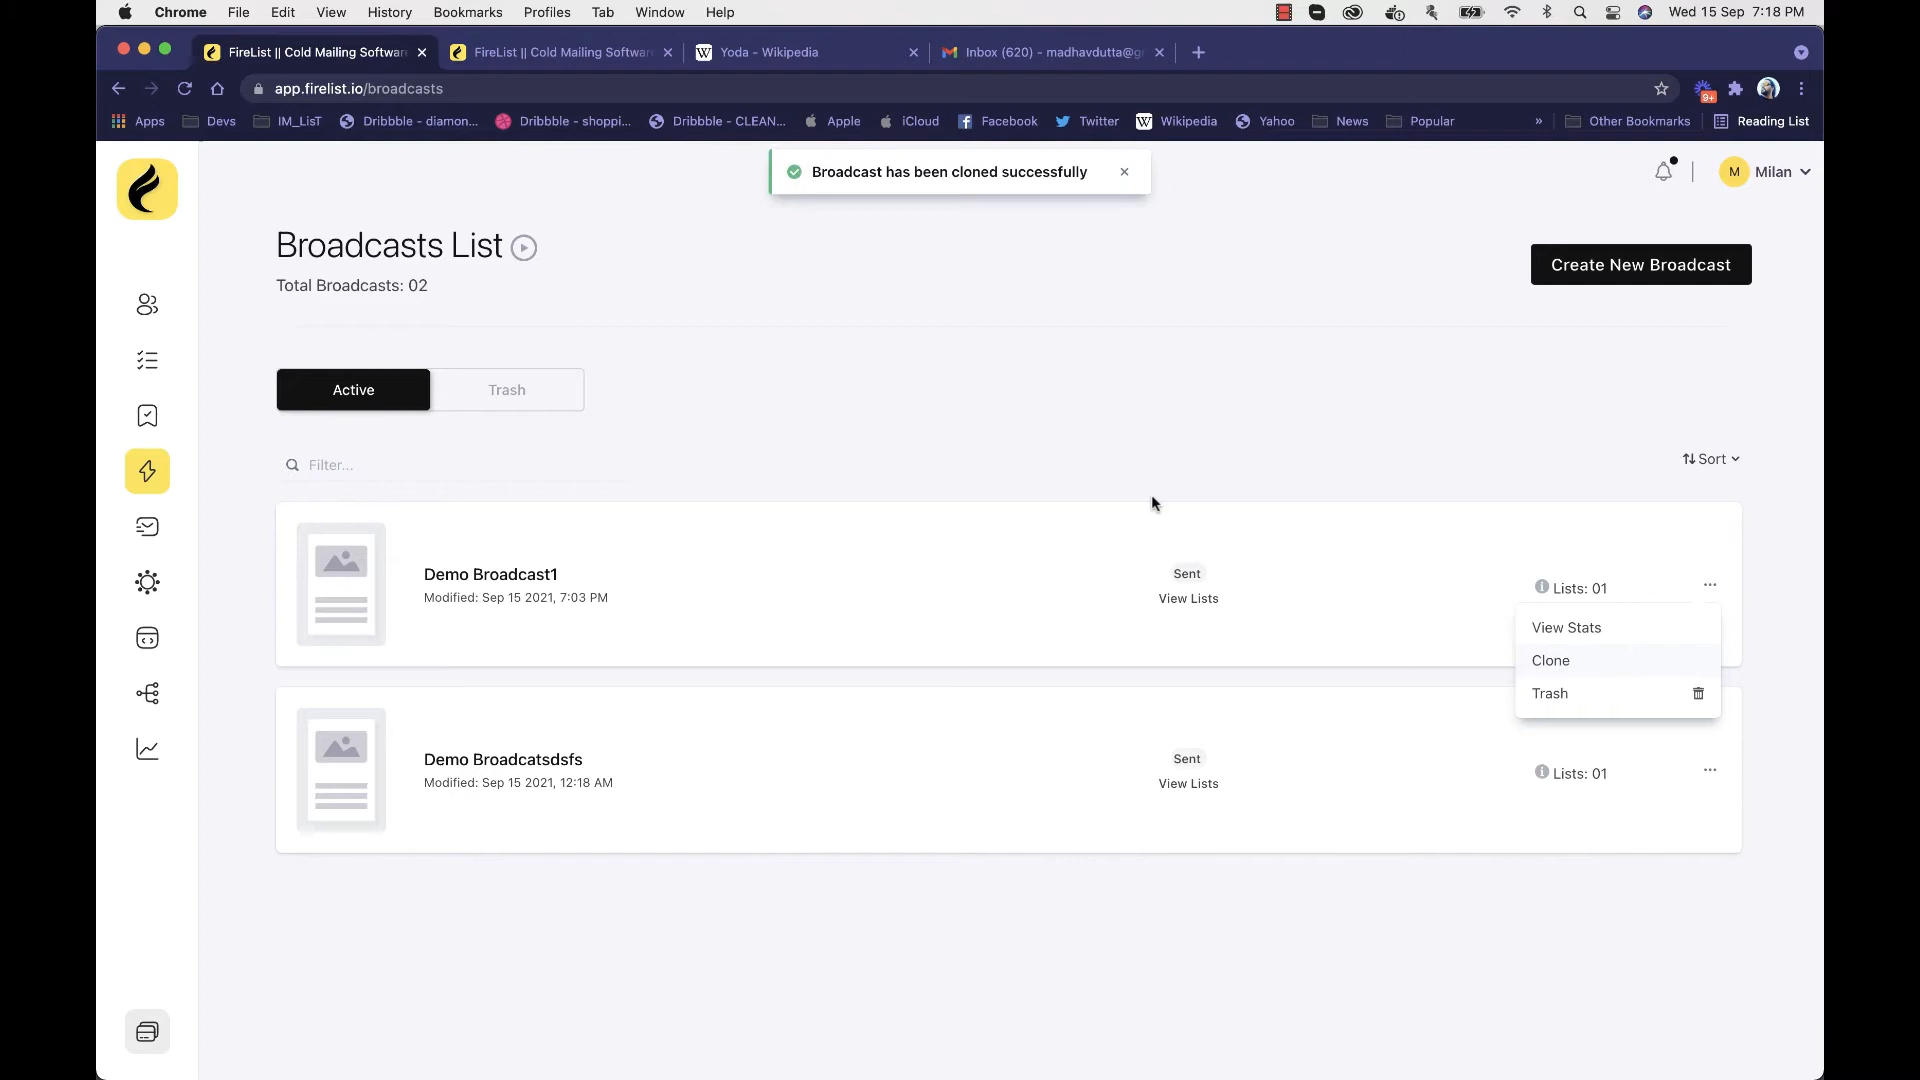 Chrome File Edit View History Bookmarks Profiles Tab Window Help Wed 15 Sep 7:18 PM
FireList || Cold Mailing Software FireList || Cold Mailing Software Yoda - Wikipedia Inbox (620) - madhavdutta@g
app.firelist.io/broadcasts
9+
Apps Devs IM_LisT Dribbble - diamon... Dribbble - shoppi... Dribbble - CLEAN... Apple iCloud Facebook Twitter Wikipedia Yahoo News Popular » Other Bookmarks Reading List
Broadcast has been cloned successfully
M Milan
Broadcasts List
Total Broadcasts: 02
Create New Broadcast
Active Trash
Filter...
Sort
Demo Broadcast1
Modified: Sep 15 2021, 7:03 PM
Sent
View Lists
Lists: 01
View Stats
Clone
Trash
Demo Broadcatsdsfs
Modified: Sep 15 2021, 12:18 AM
Sent
View Lists
Lists: 01